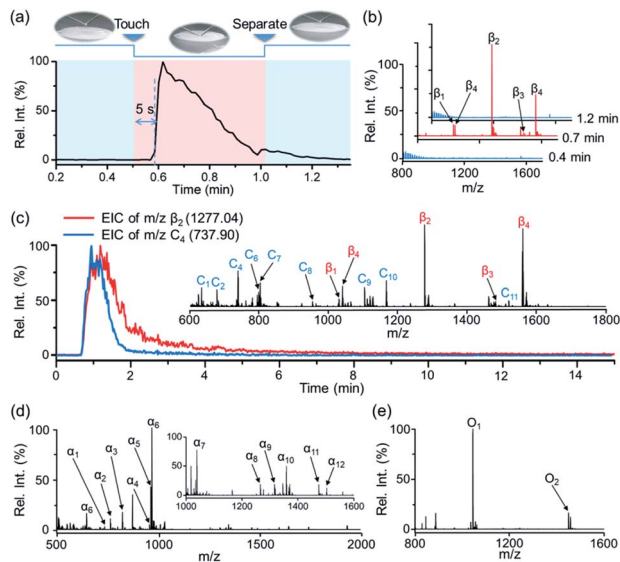 (a)
Touch
Separate
Rel. Int. (%)
100
50
0
5 s
0.2 0.4 0.6 0.8 1.0 1.2
Time (min)
(b)
Rel. Int. (%)
100
50
0
β1
β4
β2
β3
β4
1.2 min
0.7 min
0.4 min
800 1200 1600
m/z
(c)
EIC of m/z β2 (1277.04)
EIC of m/z C4 (737.90)
Rel. Int. (%)
100
50
0
C1
C2
C4
C6
C7
C8
β1
β4
C9
C10
β2
β3
C11
β4
600 800 1000 1200 1400 1600 1800
0 2 4 6 8 10 12 14
Time (min)
(d)
Rel. Int. (%)
100
50
0
α1
α6
α2
α3
α4
α5
α6
α7
α8
α9
α10
α11
α12
1000 1100 1200 1300 1400 1500 1600
500 1000 1500 2000
m/z
(e)
Rel. Int. (%)
100
50
0
O1
O2
800 1200 1600
m/z